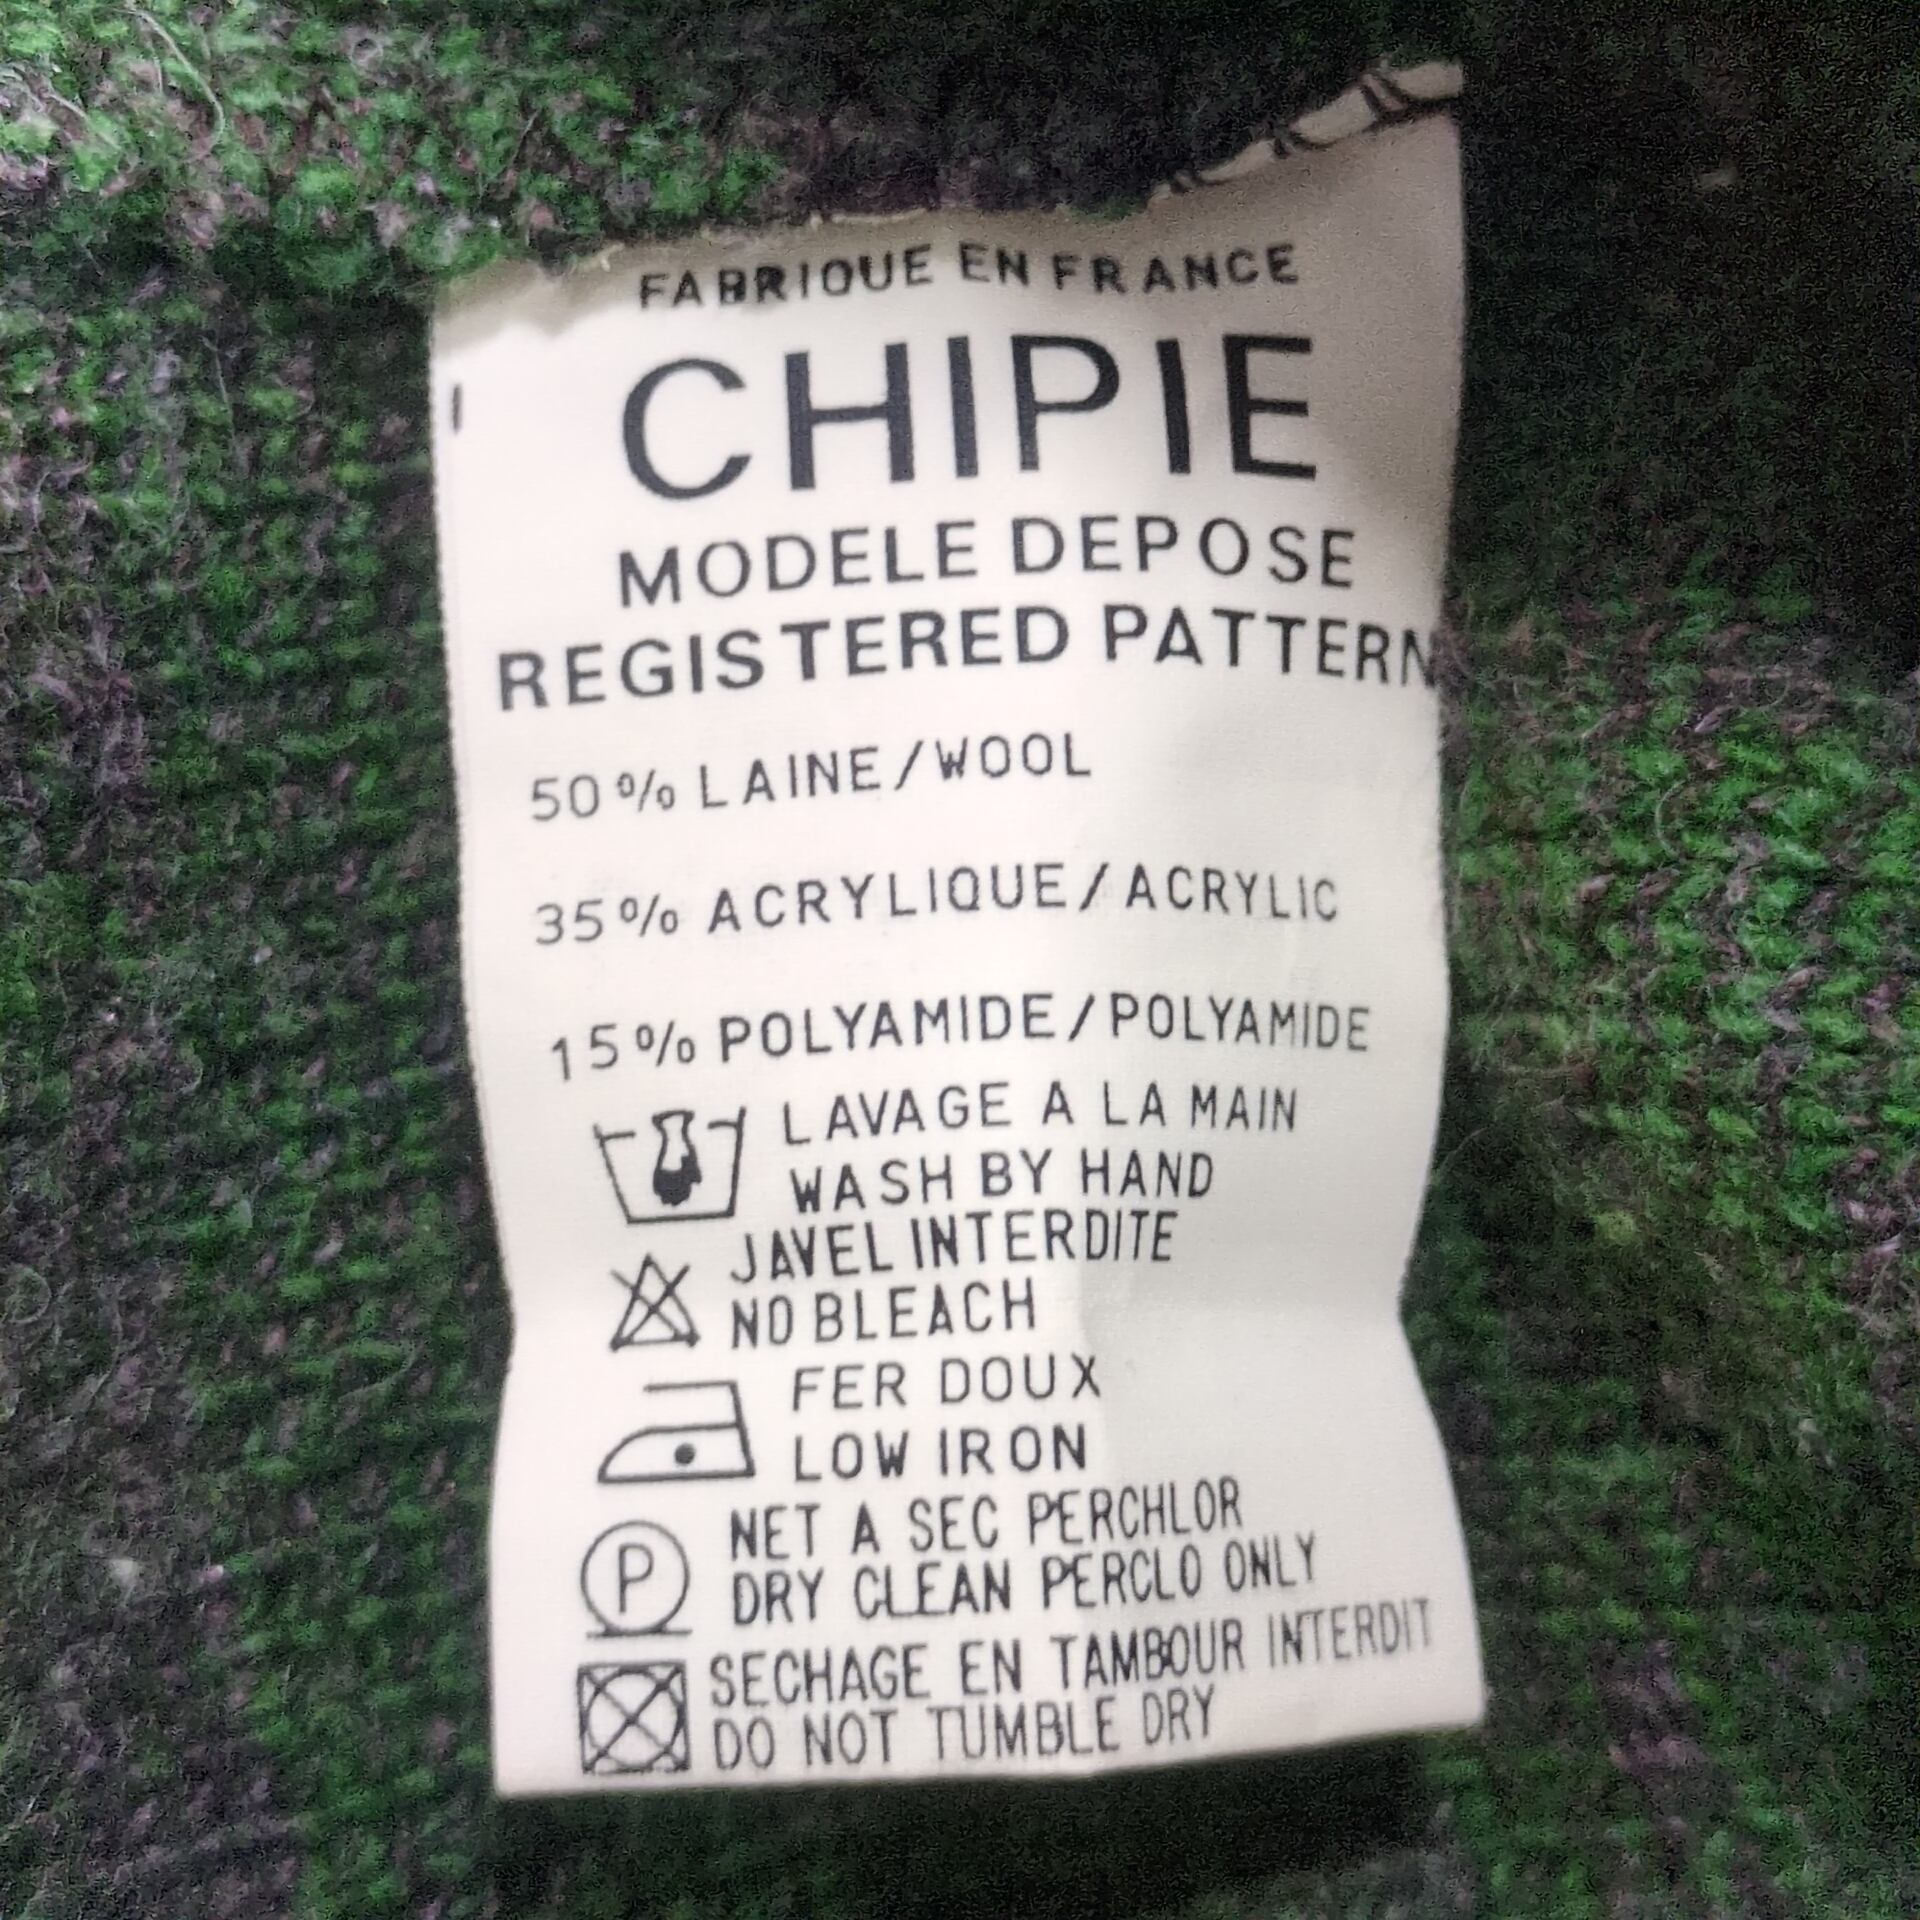 FABRIQUE EN FRANCE
CHIPIE
MODELE DEPOSE
REGISTERED PATTERN
50% LAINE/WOOL
35% ACRYLIQUE/ACRYLIC
15% POLYAMIDE/POLYAMIDE
LAVAGE A LA MAIN
WASH BY HAND
JAVEL INTERDITE
NO BLEACH
FER DOUX
LOW IRON
P
NET A SEC PERCHLOR
DRY CLEAN PERCLO ONLY
SECHAGE EN TAMBOUR INTERDIT
DO NOT TUMBLE DRY